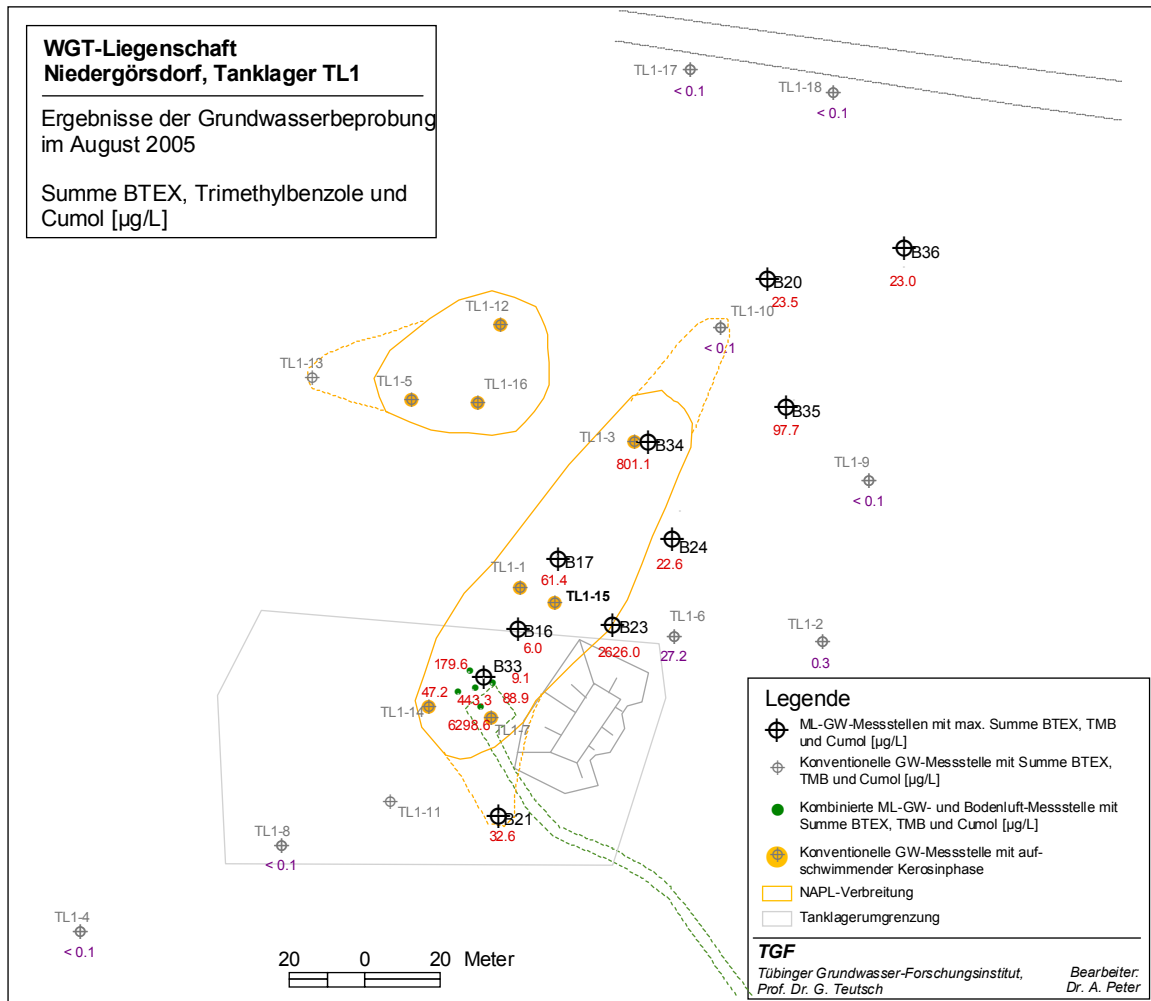 WGT-Liegenschaft
Niedergörsdorf, Tanklager TL1
Ergebnisse der Grundwasserbeprobung
im August 2005
Summe BTEX, Trimethylbenzole und
Cumol [µg/L]
TL1-17
< 0.1
TL1-18
< 0.1
B36
23.0
B20
23.5
TL1-10
< 0.1
TL1-12
TL1-13
TL1-5
TL1-16
B35
97.7
TL1-3
B34
801.1
TL1-9
< 0.1
B24
22.6
B17
61.4
TL1-1
TL1-15
B16
6.0
B23
2626.0
TL1-6
27.2
TL1-2
0.3
179.6
B33
9.1
47.2
443.3
88.9
TL1-14
6298.6
TL1-7
TL1-11
B21
32.6
TL1-8
< 0.1
TL1-4
< 0.1
20
0
20
Meter
Legende
ML-GW-Messstellen mit max. Summe BTEX, TMB
und Cumol [µg/L]
Konventionelle GW-Messstelle mit Summe BTEX,
TMB und Cumol [µg/L]
Kombinierte ML-GW- und Bodenluft-Messstelle mit
Summe BTEX, TMB und Cumol [µg/L]
Konventionelle GW-Messstelle mit auf-
schwimmender Kerosinphase
NAPL-Verbreitung
Tanklagerumgrenzung
TGF
Tübinger Grundwasser-Forschungsinstitut,
Prof. Dr. G. Teutsch
Bearbeiter:
Dr. A. Peter